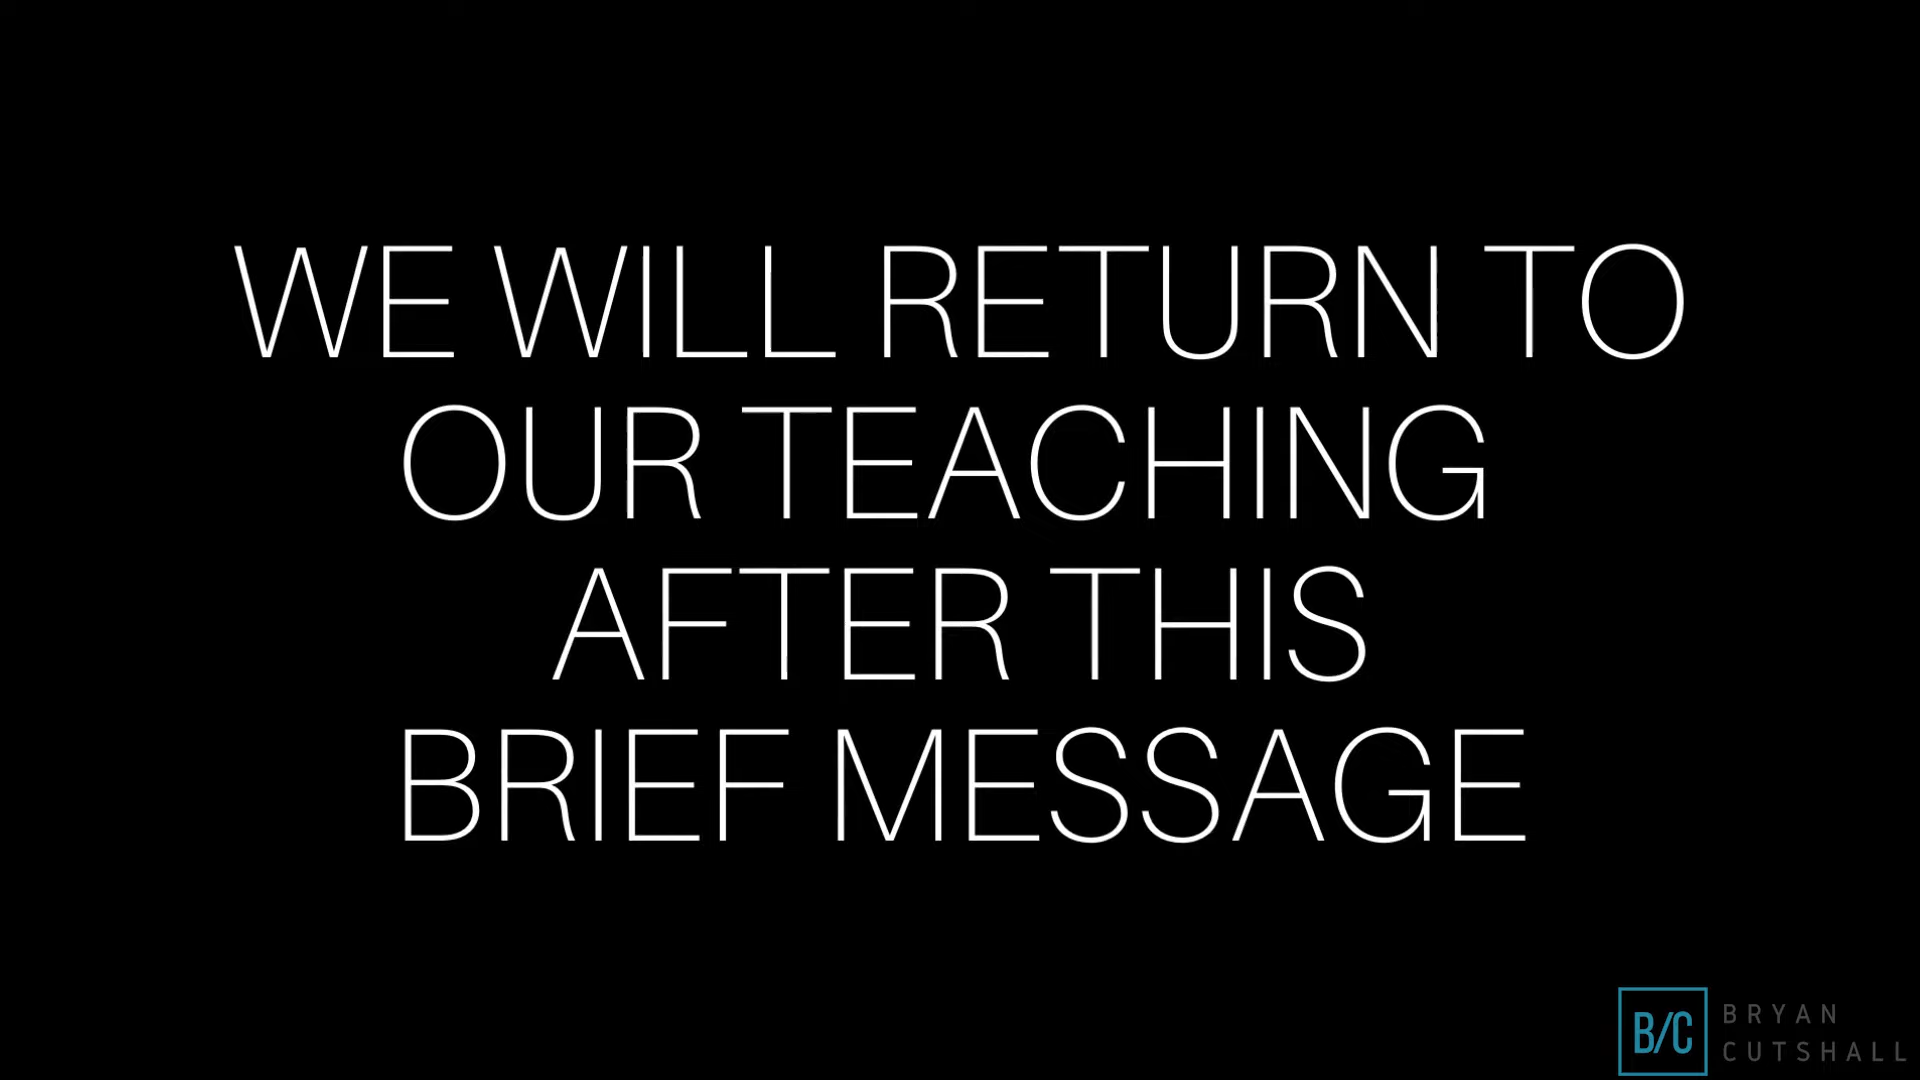 WE WILL RETURN TO
OUR TEACHING
AFTER THIS
BRIEF MESSAGE
B/C
BRYAN
CUTSHALL